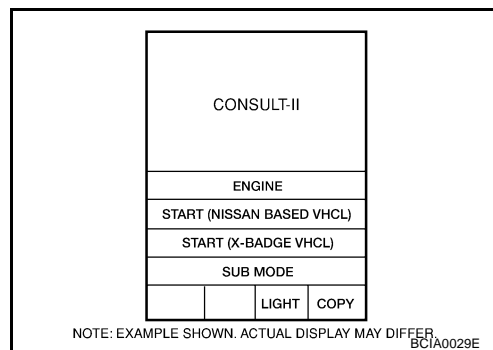 CONSULT-II
ENGINE
START (NISSAN BASED VHCL)
START (X-BADGE VHCL)
SUB MODE
LIGHT COPY
NOTE: EXAMPLE SHOWN. ACTUAL DISPLAY MAY DIFFER.
BCIA0029E